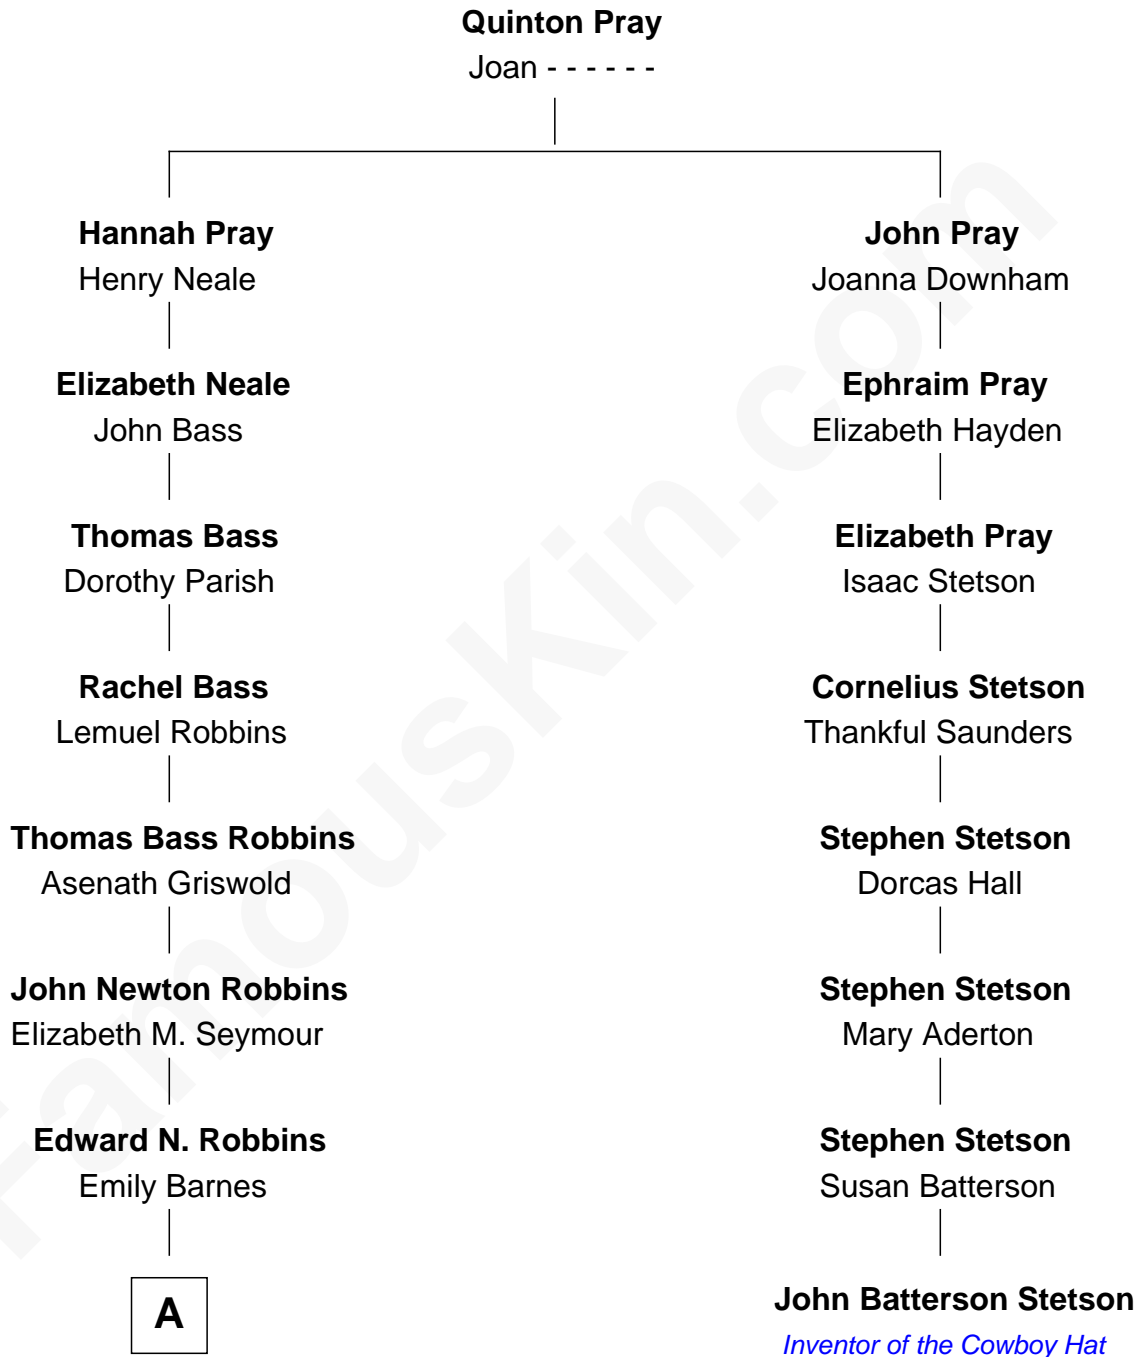 Quinton Pray
Joan - - - - - -
Hannah Pray
Henry Neale
John Pray
Joanna Downham
Elizabeth Neale
John Bass
Ephraim Pray
Elizabeth Hayden
Thomas Bass
Dorothy Parish
Elizabeth Pray
Isaac Stetson
Rachel Bass
Lemuel Robbins
Cornelius Stetson
Thankful Saunders
Thomas Bass Robbins
Asenath Griswold
Stephen Stetson
Dorcas Hall
John Newton Robbins
Elizabeth M. Seymour
Stephen Stetson
Mary Aderton
Edward N. Robbins
Emily Barnes
Stephen Stetson
Susan Batterson
A
John Batterson Stetson
Inventor of the Cowboy Hat
FamousKin.com